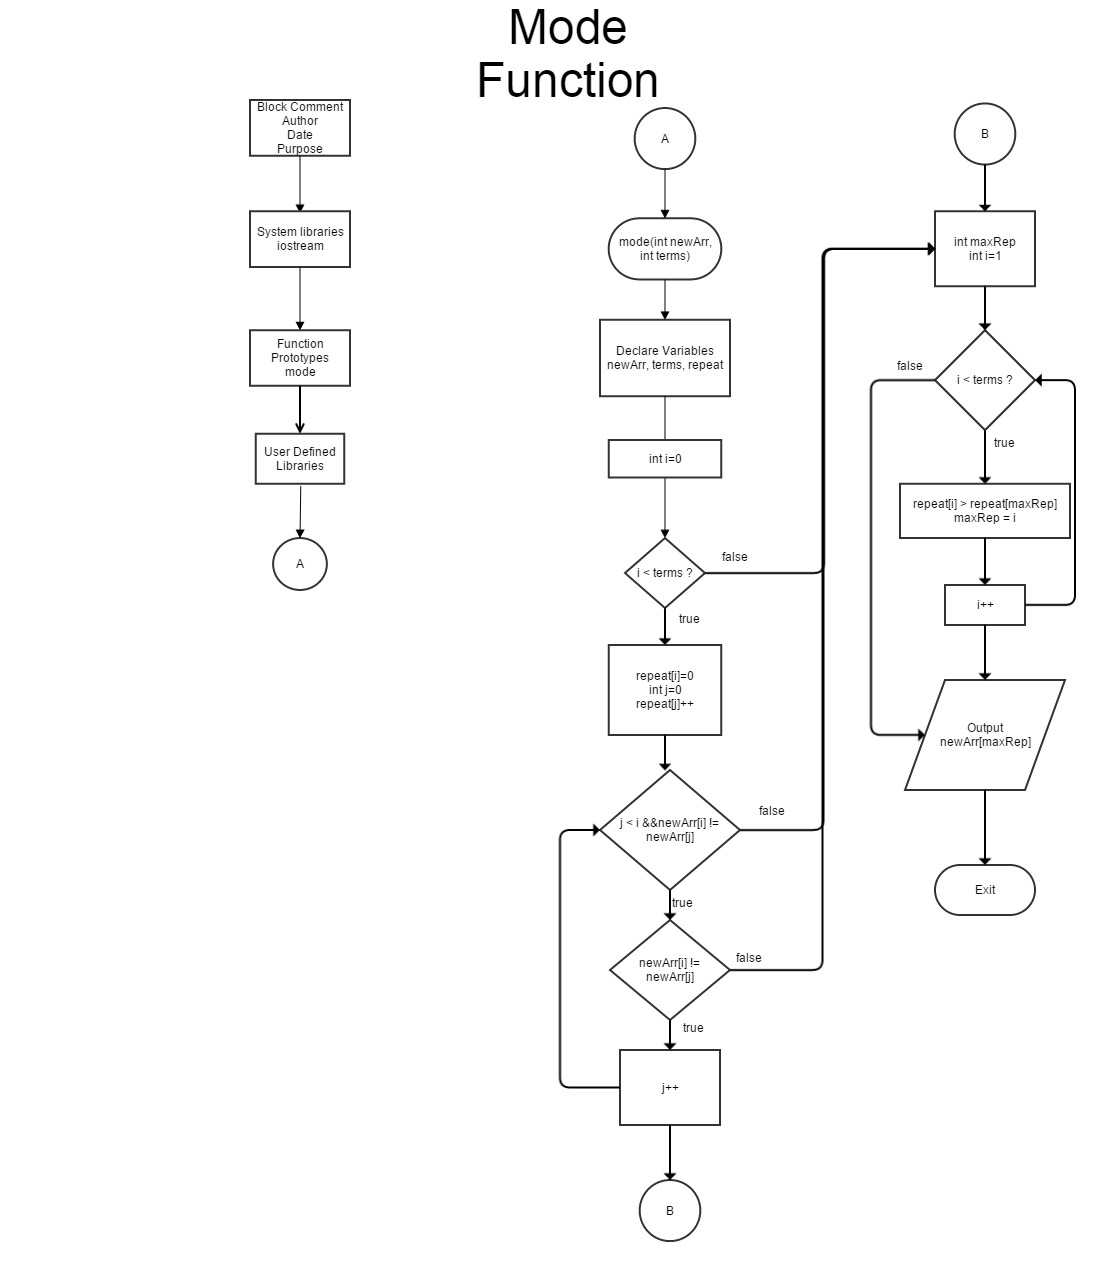 Mode
Function
Block Comment
Author
Date
Purpose
System libraries
iostream
Function
Prototypes
mode
User Defined
Libraries
A
A
mode(int newArr,
int terms)
Declare Variables
newArr, terms, repeat
int i=0
i < terms ?
false
true
repeat[i]=0
int j=0
repeat[j]++
j < i &&newArr[i] !=
newArr[j]
false
true
newArr[i] !=
newArr[j]
false
true
j++
B
B
int maxRep
int i=1
i < terms ?
false
true
repeat[i] > repeat[maxRep]
maxRep = i
i++
Output
newArr[maxRep]
Exit